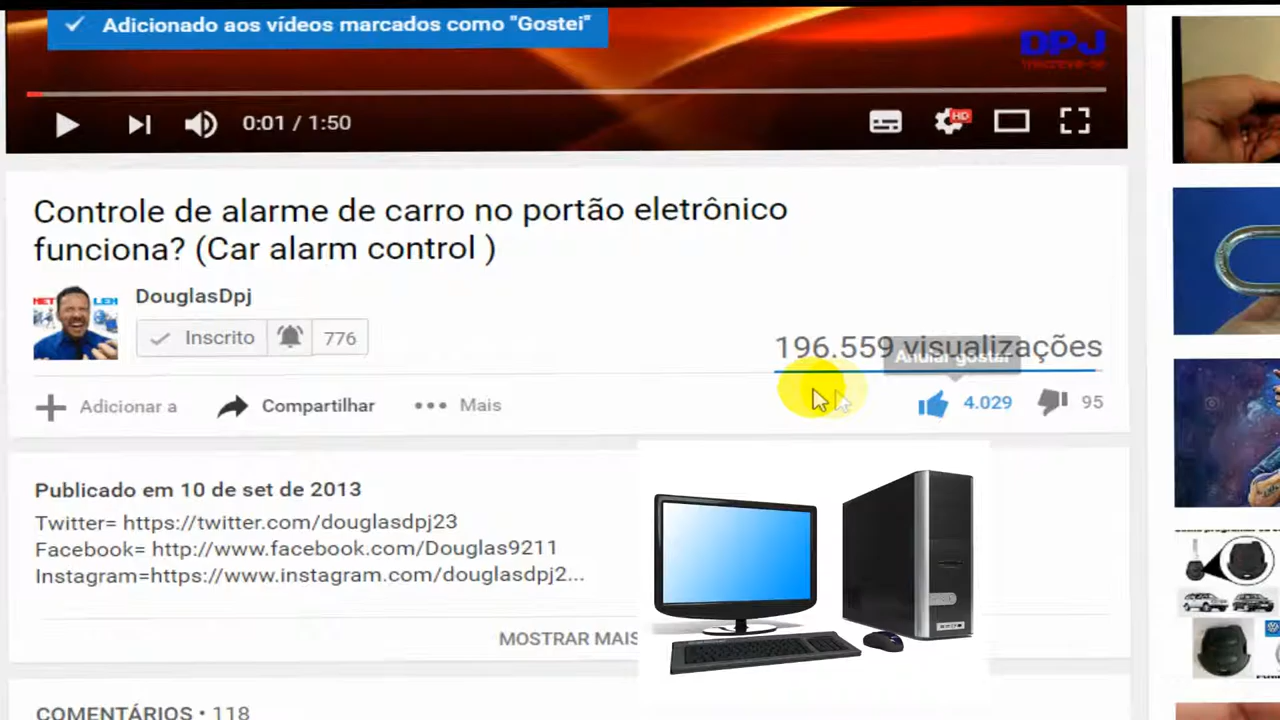 Adicionado aos vídeos marcados como "Gostei"
DPJ
Inscreva-se
0:01 / 1:50
HD
Controle de alarme de carro no portão eletrônico
funciona? (Car alarm control )
DouglasDpj
Inscrito 776
196.559 visualizações
Anular gostei
Adicionar a Compartilhar Mais 4.029 95
Publicado em 10 de set de 2013
Twitter= https://twitter.com/douglasdpj23
Facebook= http://www.facebook.com/Douglas9211
Instagram=https://www.instagram.com/douglasdpj2...
MOSTRAR MAIS
COMENTÁRIOS • 118